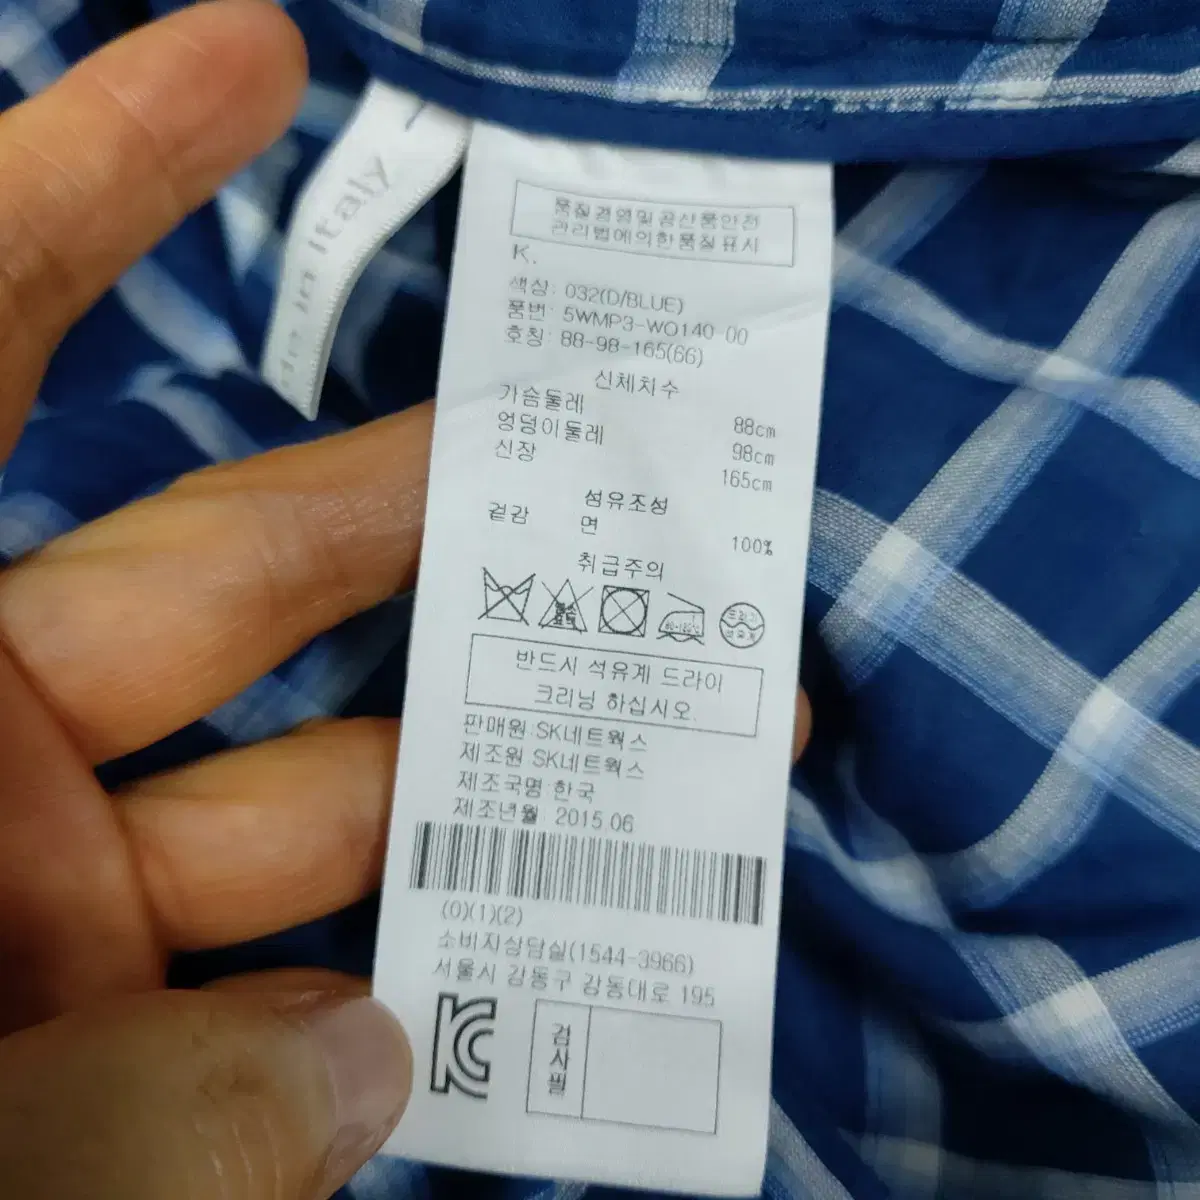 품질경영및공산품안전
관리법에의한품질표시
K.
색상: 032(D/BLUE)
품번: 5WMP3-WO140-00
호칭: 88-98-165(66)
신체치수
가슴둘레 88cm
엉덩이둘레 98cm
신장 165cm
섬유조성
겉감 면 100%
취급주의
반드시 석유계 드라이
크리닝 하십시오.
판매원:SK네트웍스
제조원:SK네트웍스
제조국명:한국
제조년월: 2015.06
(0)(1)(2)
소비자상담실(1544-3966)
서울시 강동구 강동대로 195
KC
검사필
Italy